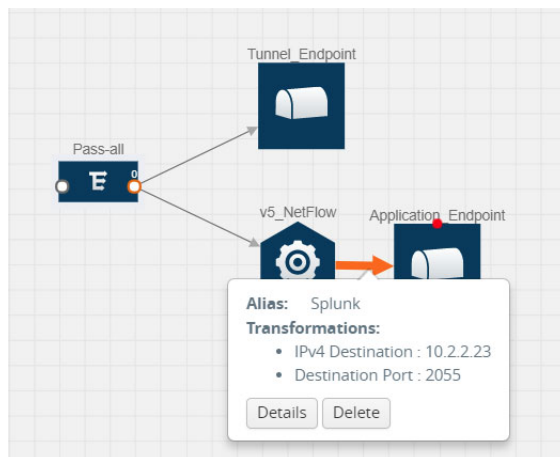 Tunnel_Endpoint
Pass-all
0
v5_NetFlow
Application_Endpoint
Alias: Splunk
Transformations:
• IPv4 Destination : 10.2.2.23
• Destination Port : 2055
Details Delete